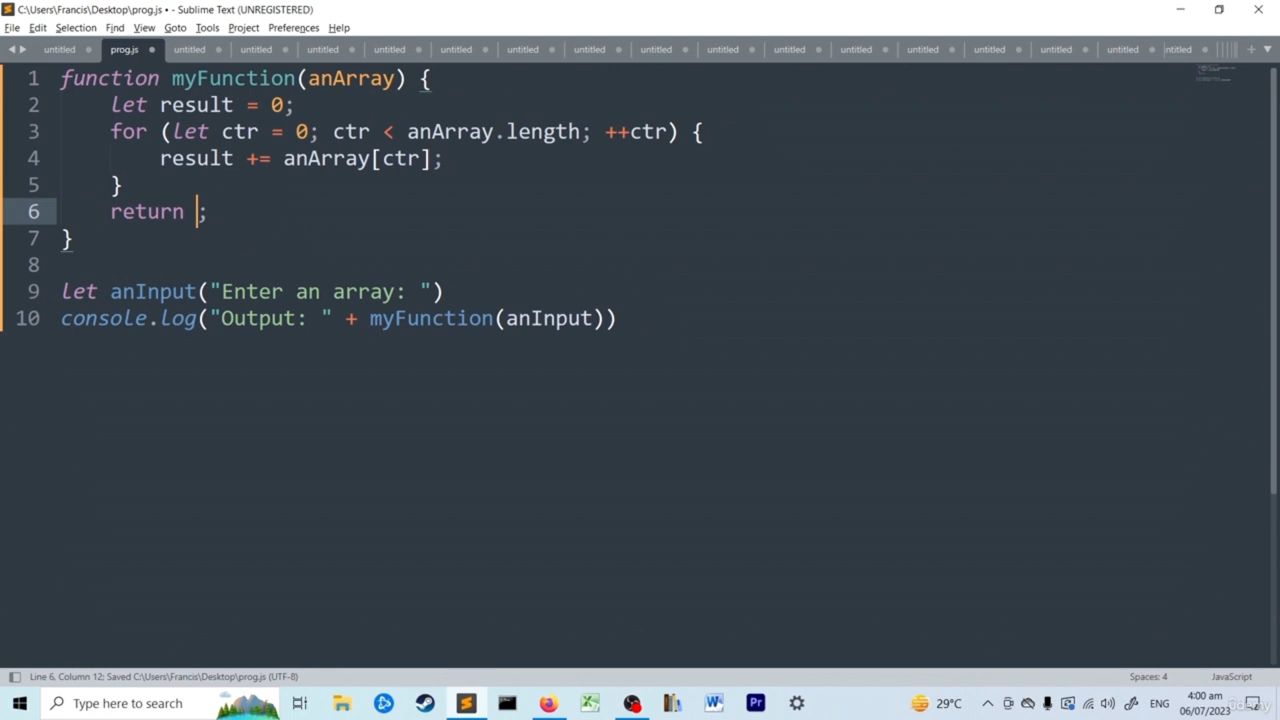 C:\Users\Francis\Desktop\prog.js • - Sublime Text (UNREGISTERED)
File Edit Selection Find View Goto Tools Project Preferences Help
untitled prog.js untitled untitled untitled untitled untitled untitled untitled untitled untitled untitled untitled untitled untitled untitled untitled ntitled
1 function myFunction(anArray) {
2 let result = 0;
3 for (let ctr = 0; ctr < anArray.length; ++ctr) {
4 result += anArray[ctr];
5 }
6 return ;
7 }
8
9 let anInput("Enter an array: ")
10 console.log("Output: " + myFunction(anInput))
Line 6, Column 12; Saved C:\Users\Francis\Desktop\prog.js (UTF-8) Spaces: 4 JavaScript
Type here to search 29°C ENG 4:00 am
06/07/2023
udemy